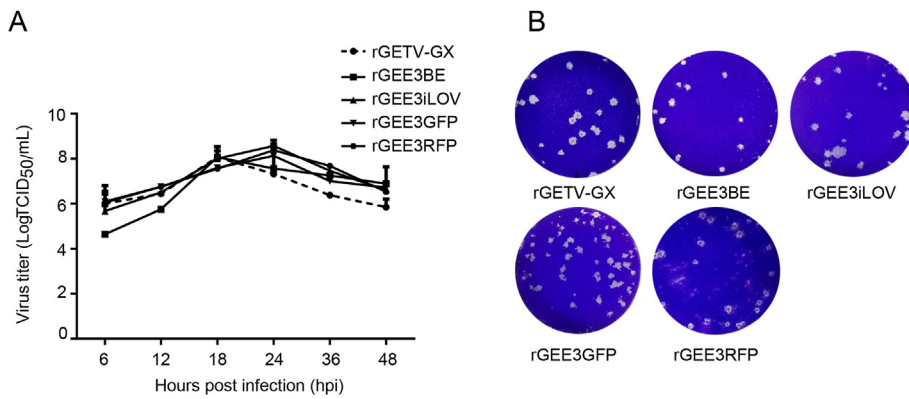 A
rGETV-GX
rGEE3BE
rGEE3iLOV
rGEE3GFP
rGEE3RFP
Virus titer (LogTCID50/mL)
10
8
6
4
2
0
6 12 18 24 36 48
Hours post infection (hpi)
B
rGETV-GX rGEE3BE rGEE3iLOV
rGEE3GFP rGEE3RFP